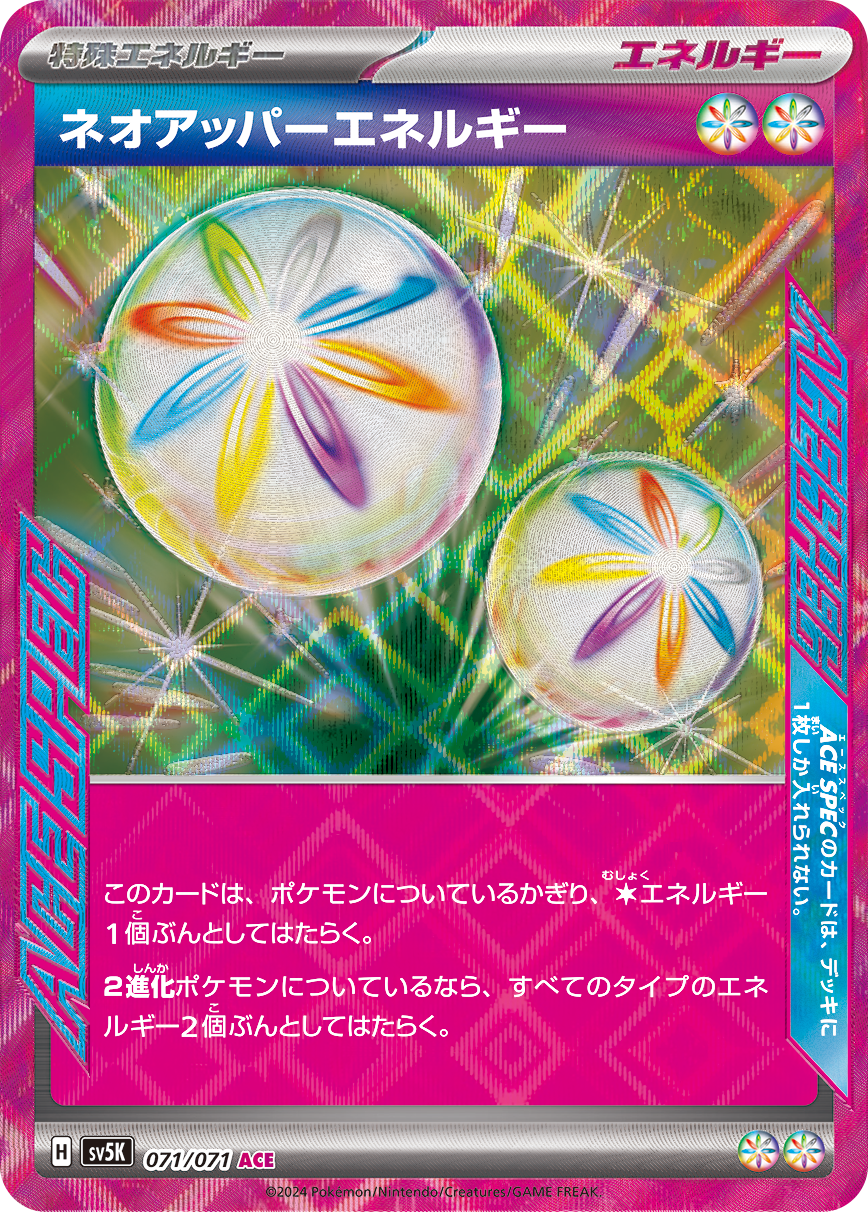 特殊エネルギー
エネルギー
ネオアッパーエネルギー
ACE SPEC
ACE SPEC
ACE SPECのカードは、デッキに
1枚しか入れられない。
このカードは、ポケモンについているかぎり、エネルギー
1個ぶんとしてはたらく。
2進化ポケモンについているなら、すべてのタイプのエネ
ルギー2個ぶんとしてはたらく。
H sv5K 071/071 ACE
©2024 Pokémon/Nintendo/Creatures/GAME FREAK.